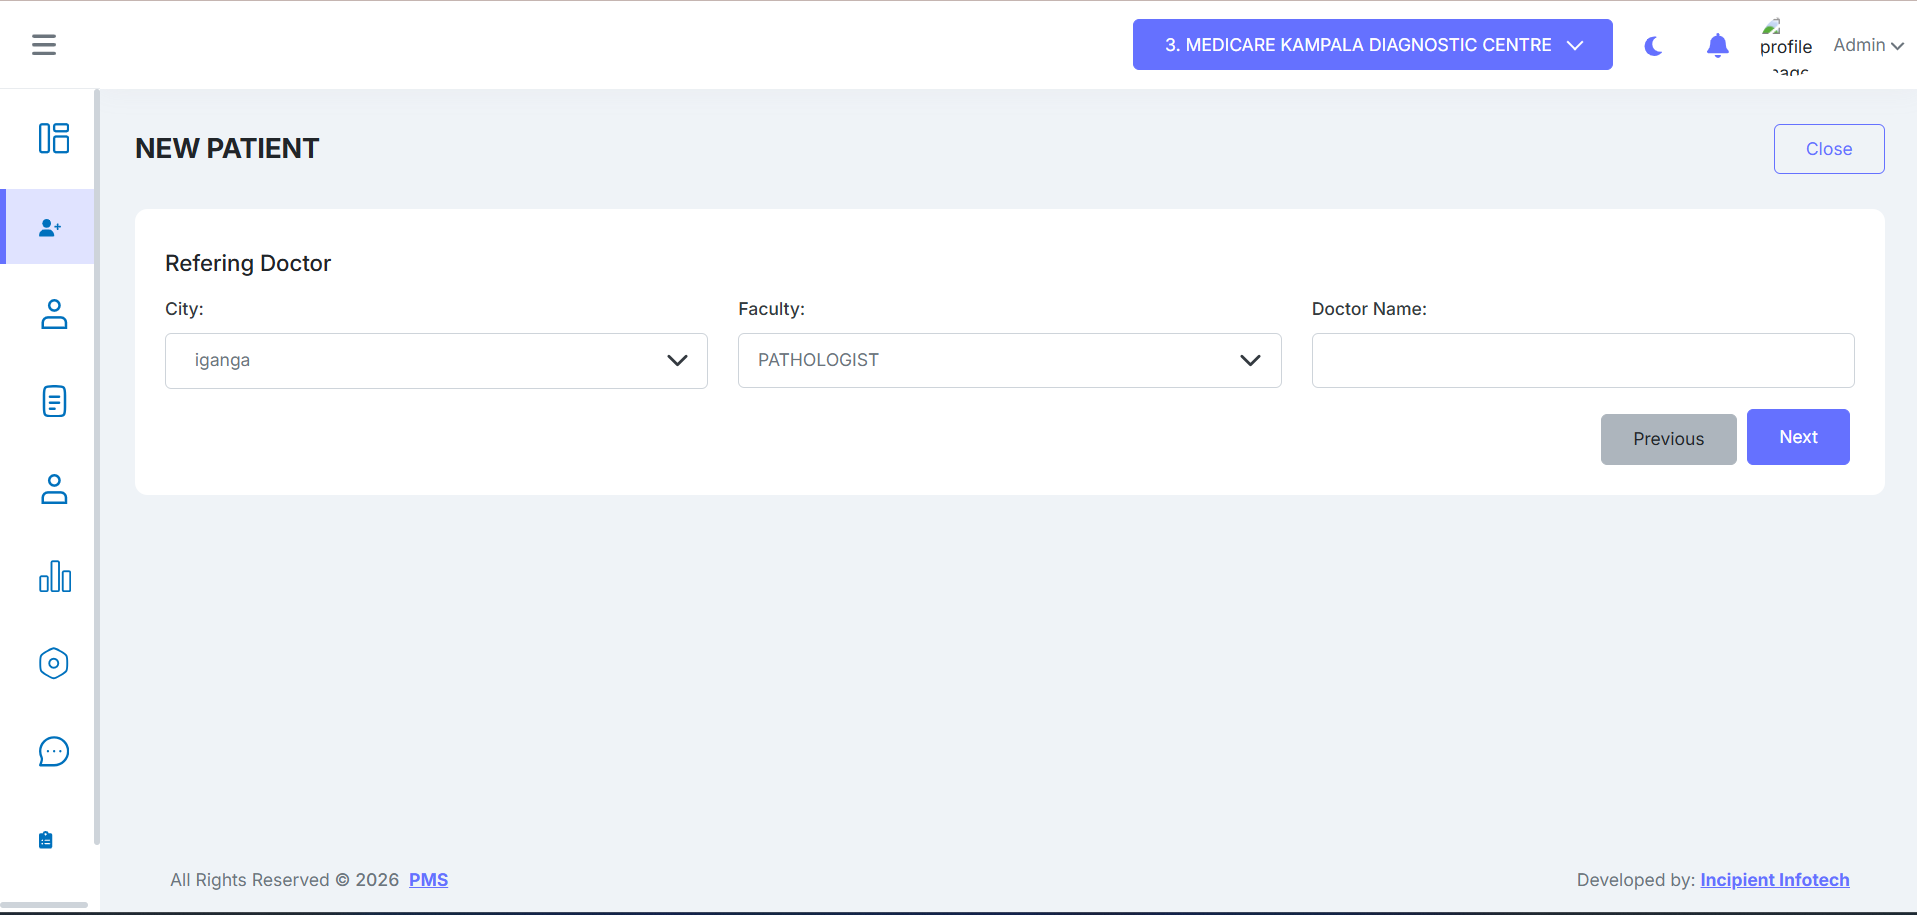 3. MEDICARE KAMPALA DIAGNOSTIC CENTRE
profile
Admin
NEW PATIENT
Close
Refering Doctor
City:
Faculty:
Doctor Name:
iganga
PATHOLOGIST
Previous
Next
All Rights Reserved © 2026 PMS
Developed by: Incipient Infotech